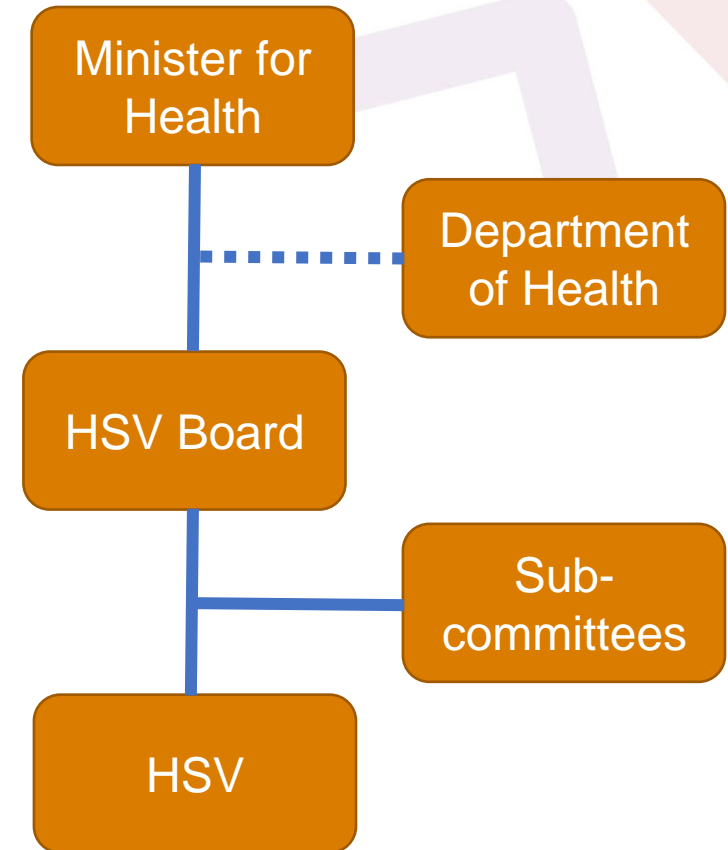 Minister for
Health
Department
of Health
HSV Board
Sub-
committees
HSV